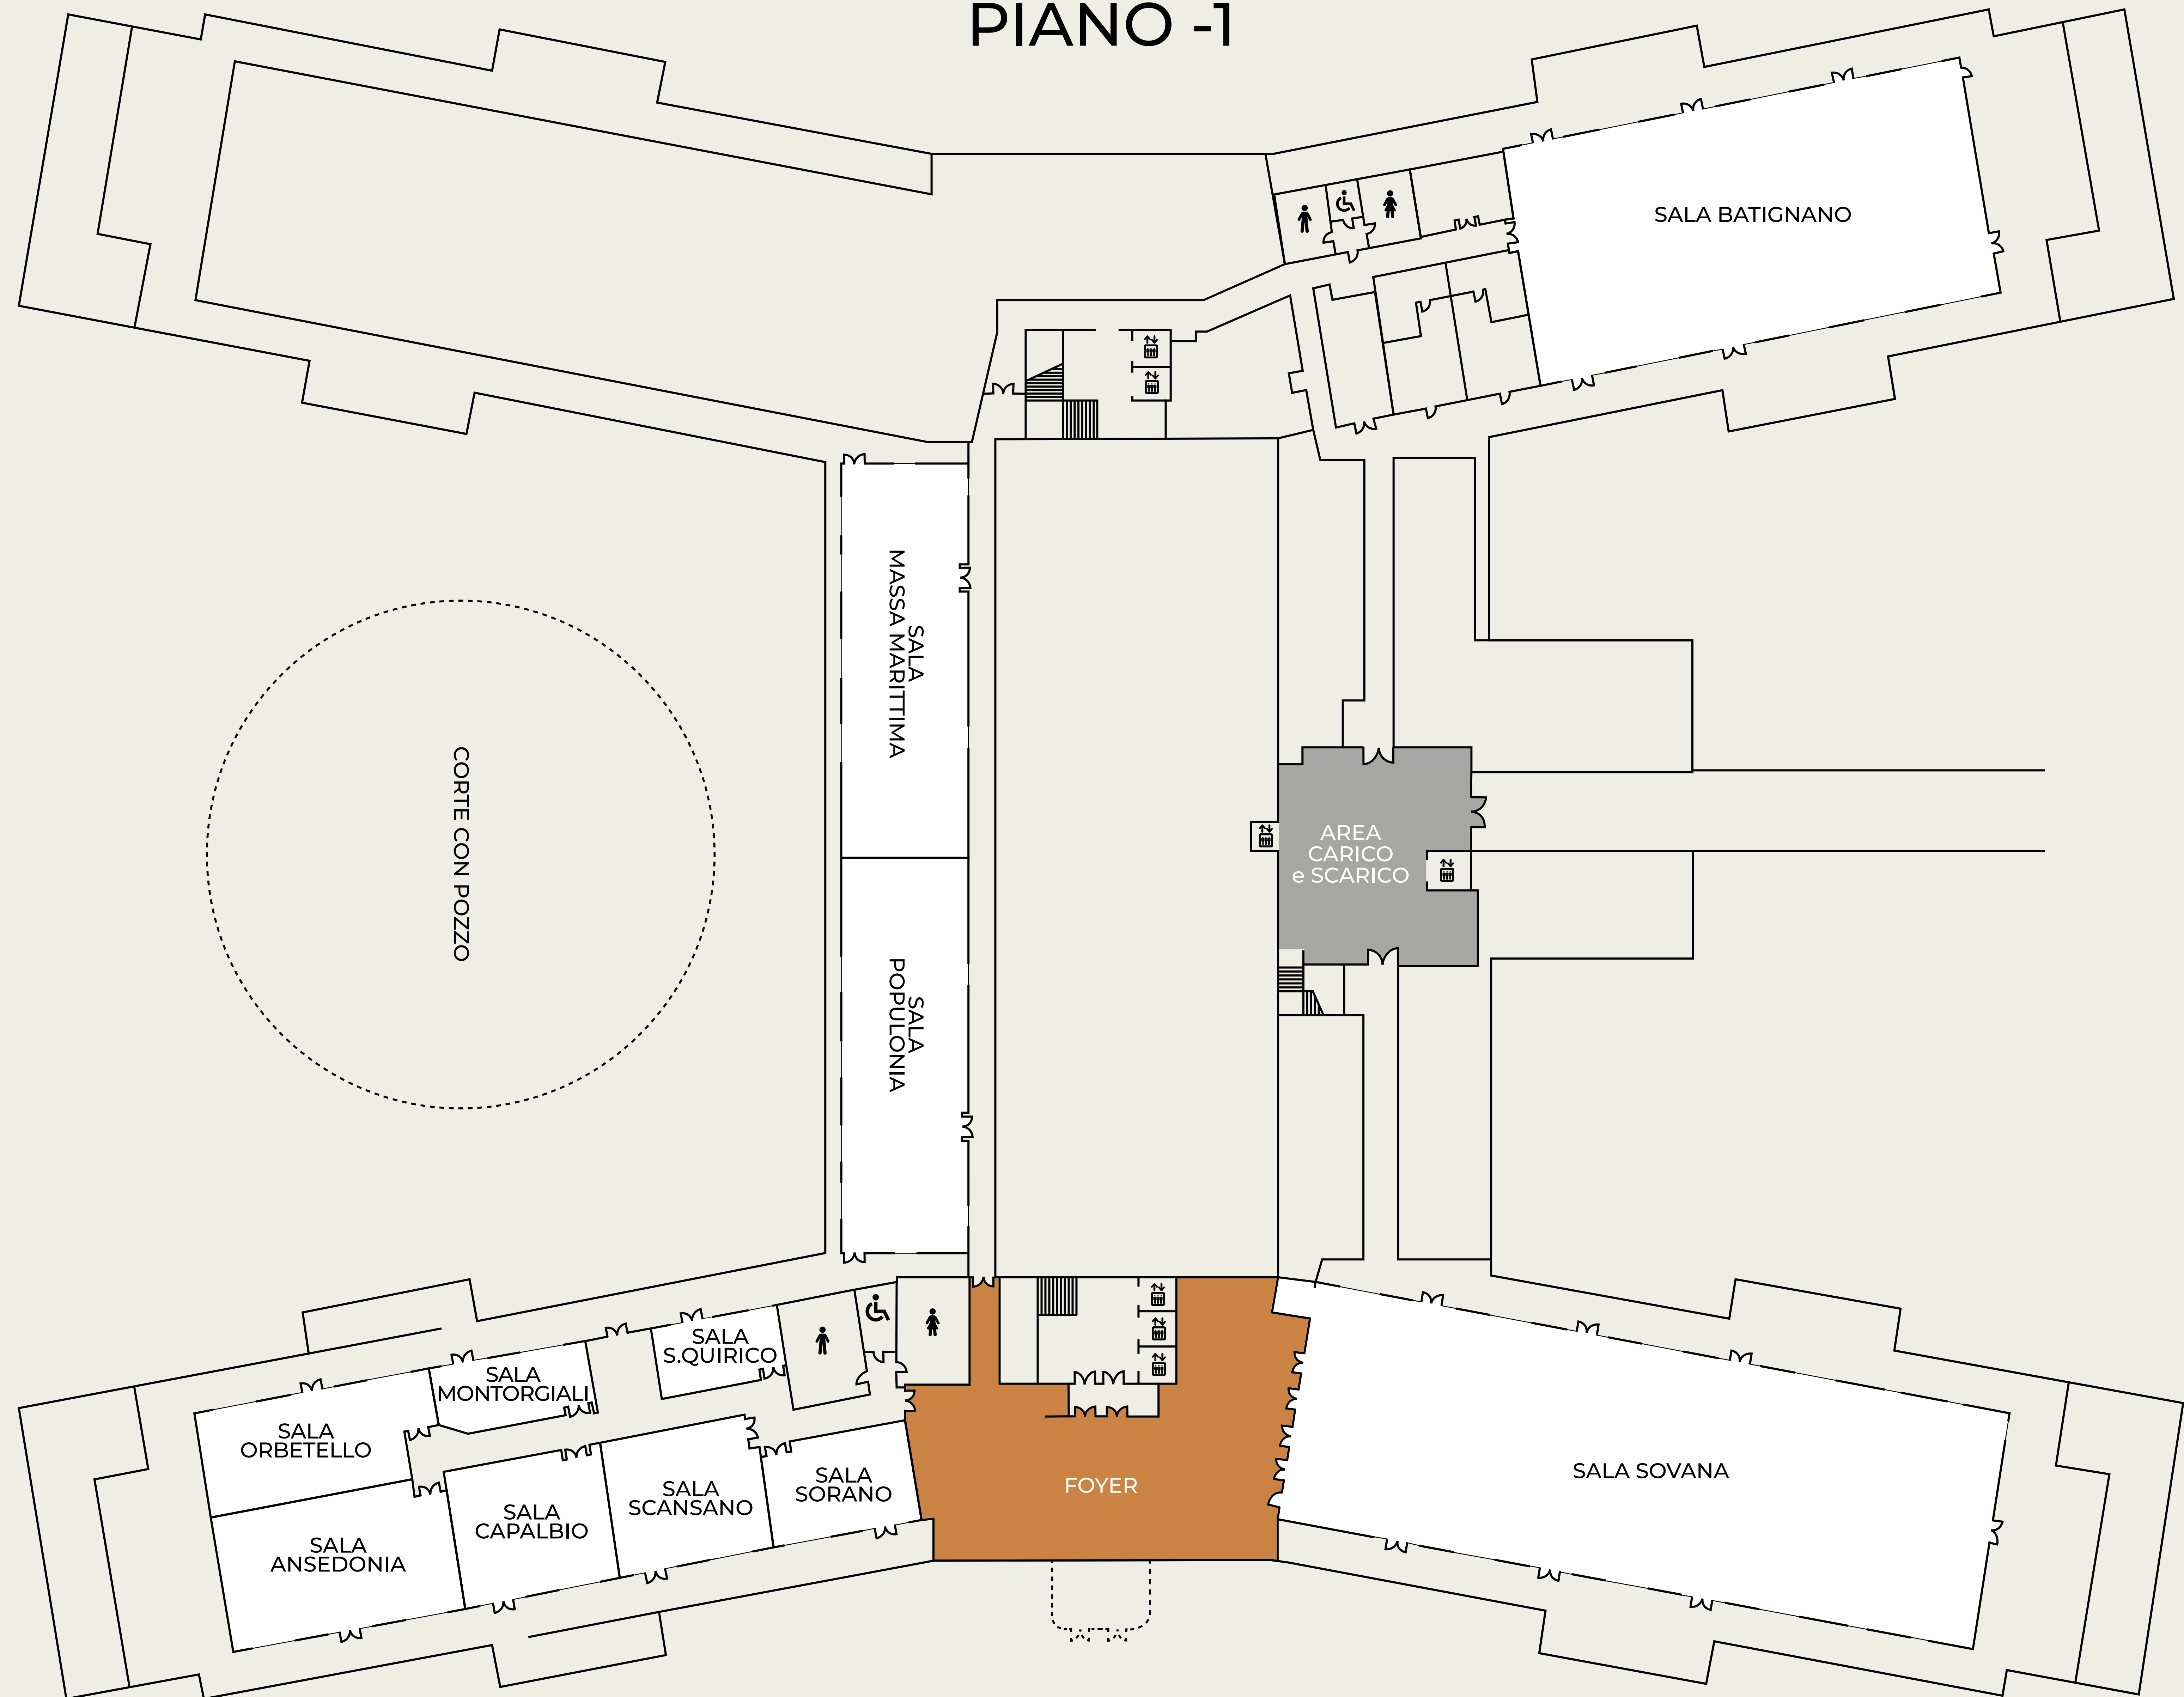 PIANO -1
SALA BATIGNANO
SALA
MASSA MARITTIMA
CORTE CON POZZO
AREA
CARICO
e SCARICO
SALA
POPULONIA
SALA
S.QUIRICO
SALA
MONTORGIALI
SALA
ORBETELLO
SALA
ANSEDONIA
SALA
CAPALBIO
SALA
SCANSANO
SALA
SORANO
FOYER
SALA SOVANA